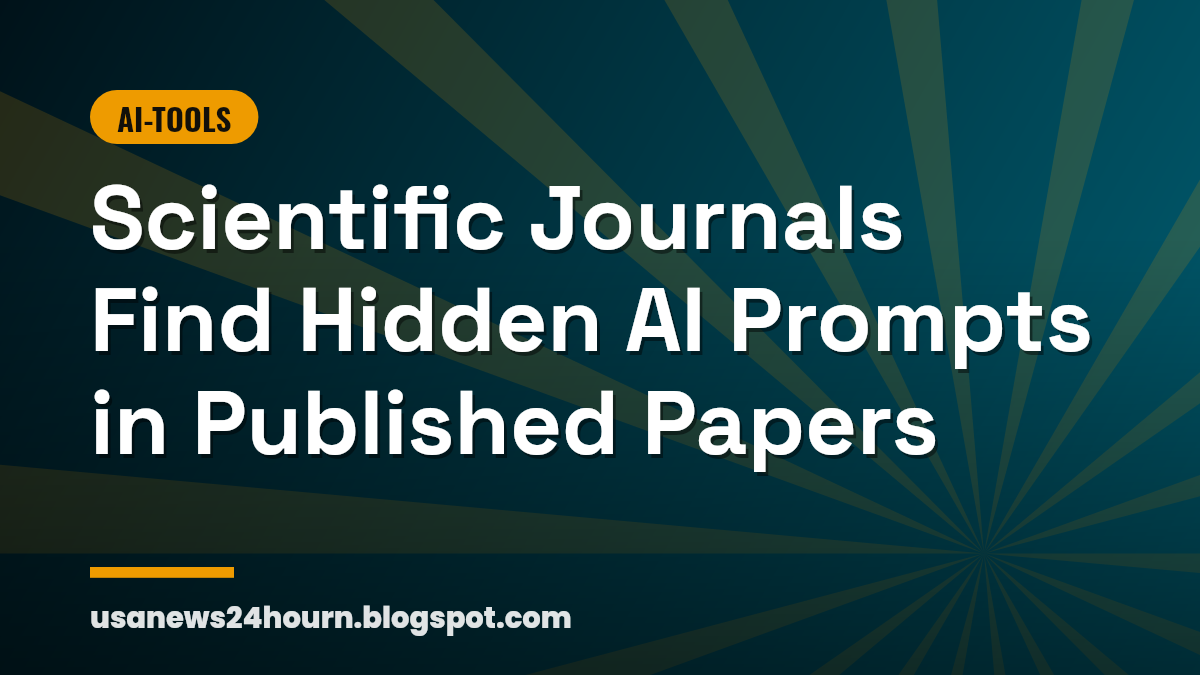 AI-TOOLS
Scientific Journals
Find Hidden AI Prompts
in Published Papers
usanews24hourn.blogspot.com